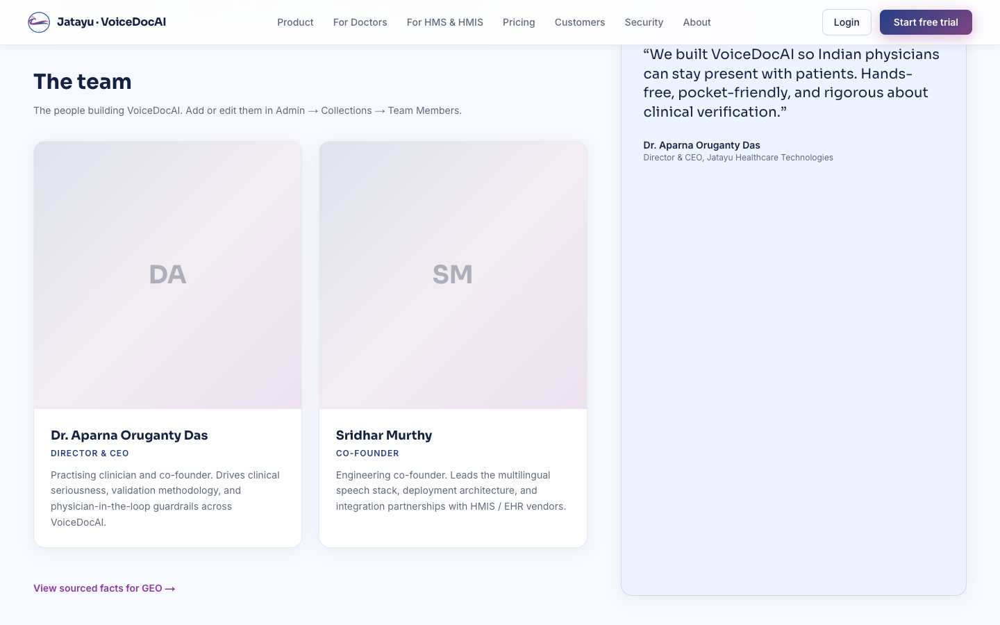 Jatayu · VoiceDocAI
Product
For Doctors
For HMS & HMIS
Pricing
Customers
Security
About
Login
Start free trial
The team
The people building VoiceDocAI. Add or edit them in Admin → Collections → Team Members.
DA
Dr. Aparna Oruganty Das
DIRECTOR & CEO
Practising clinician and co-founder. Drives clinical
seriousness, validation methodology, and
physician-in-the-loop guardrails across
VoiceDocAI.
SM
Sridhar Murthy
CO-FOUNDER
Engineering co-founder. Leads the multilingual
speech stack, deployment architecture, and
integration partnerships with HMIS / EHR vendors.
View sourced facts for GEO →
“We built VoiceDocAI so Indian physicians
can stay present with patients. Hands-
free, pocket-friendly, and rigorous about
clinical verification.”
Dr. Aparna Oruganty Das
Director & CEO, Jatayu Healthcare Technologies